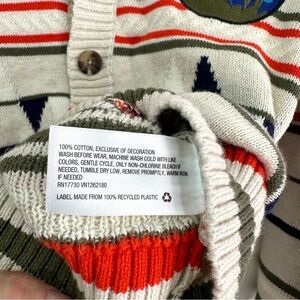 100% COTTON, EXCLUSIVE OF DECORATION
WASH BEFORE WEAR, MACHINE WASH COLD WITH LIKE
COLORS, GENTLE CYCLE, ONLY NON-CHLORINE BLEACH IF
NEEDED, TUMBLE DRY LOW, REMOVE PROMPTLY, WARM IRON
IF NEEDED
RN17730 VN1262180
LABEL MADE FROM 100% RECYCLED PLASTIC